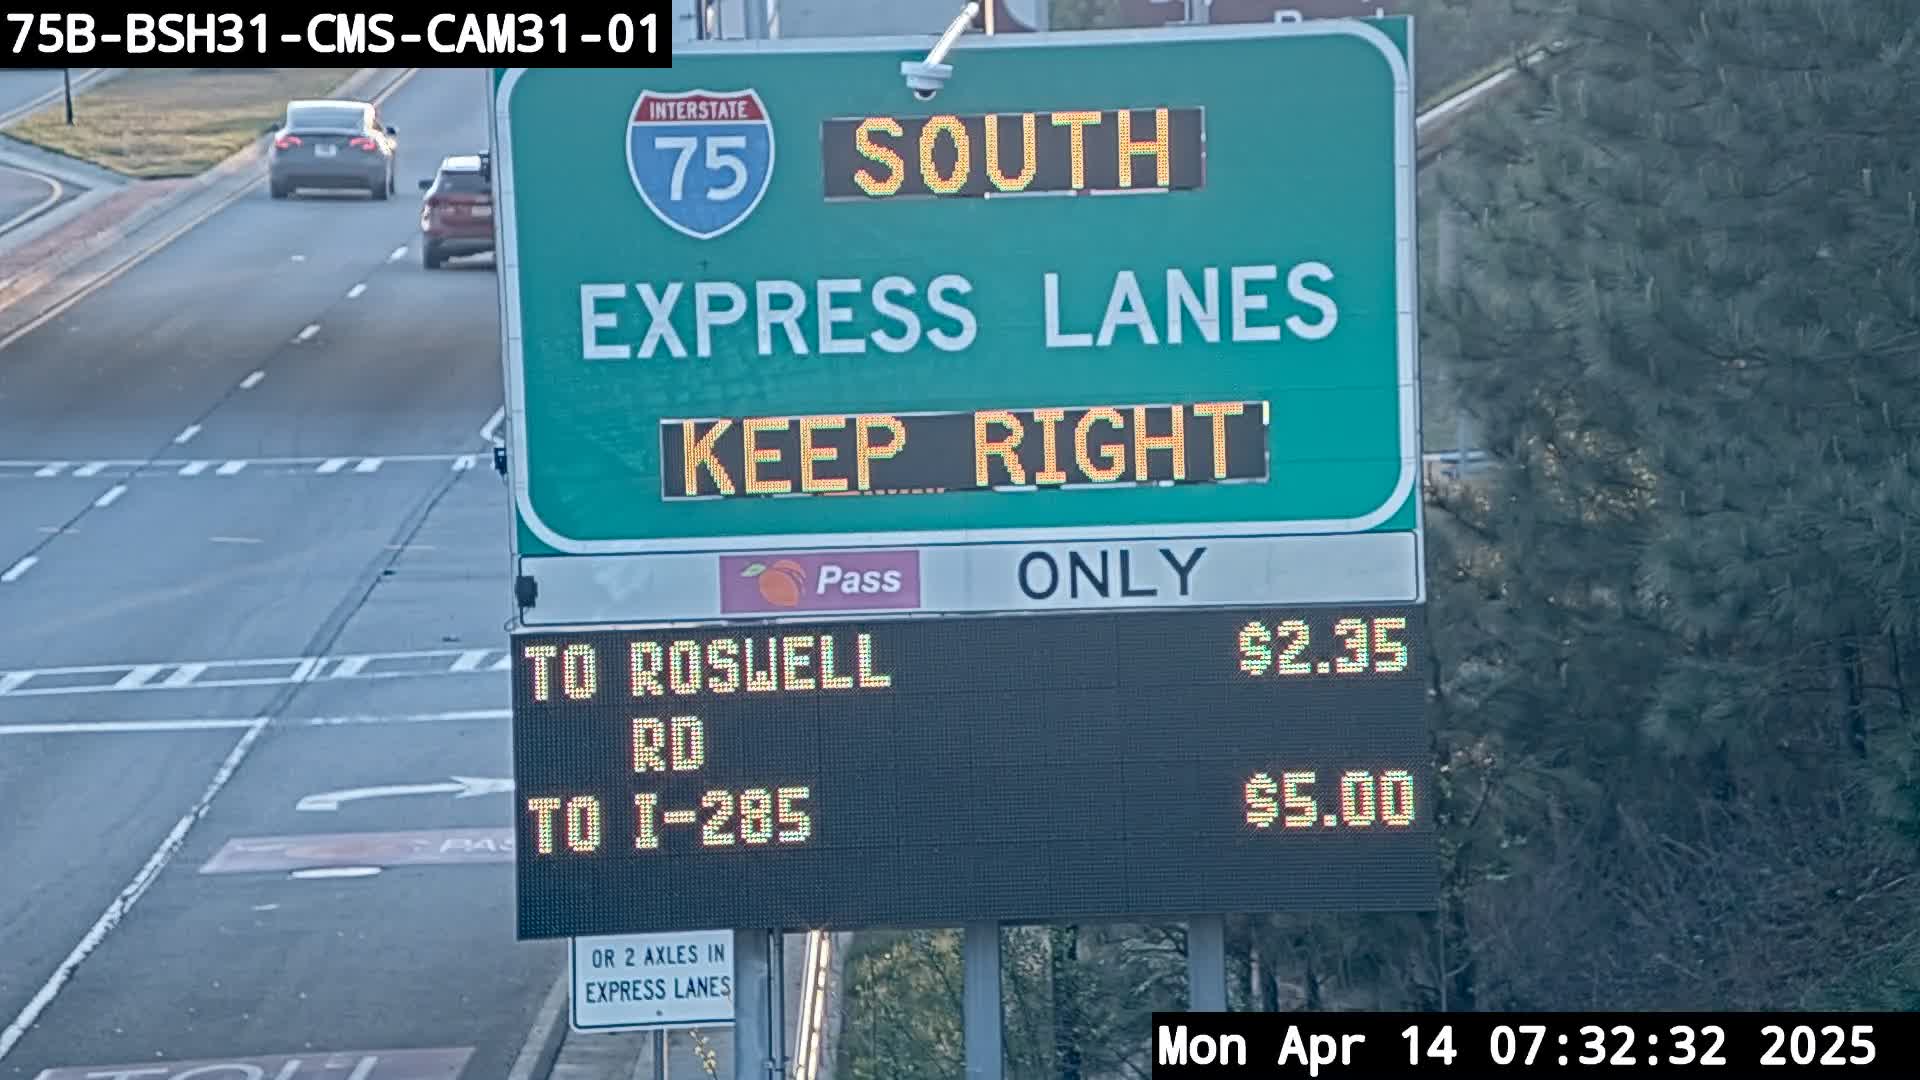 75B-BSH31-CMS-CAM31-01
INTERSTATE
75
SOUTH
EXPRESS LANES
KEEP RIGHT
Pass ONLY
TO ROSWELL $2.35
RD
TO I-285 $5.00
OR 2 AXLES IN
EXPRESS LANES
Mon Apr 14 07:32:32 2025